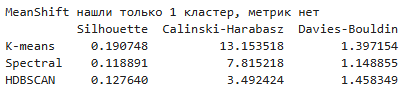 MeanShift нашли только 1 кластер, метрик нет
Silhouette Calinski-Harabasz Davies-Bouldin
K-means 0.190748 13.153518 1.397154
Spectral 0.118891 7.815218 1.148855
HDBSCAN 0.127640 3.492424 1.458349